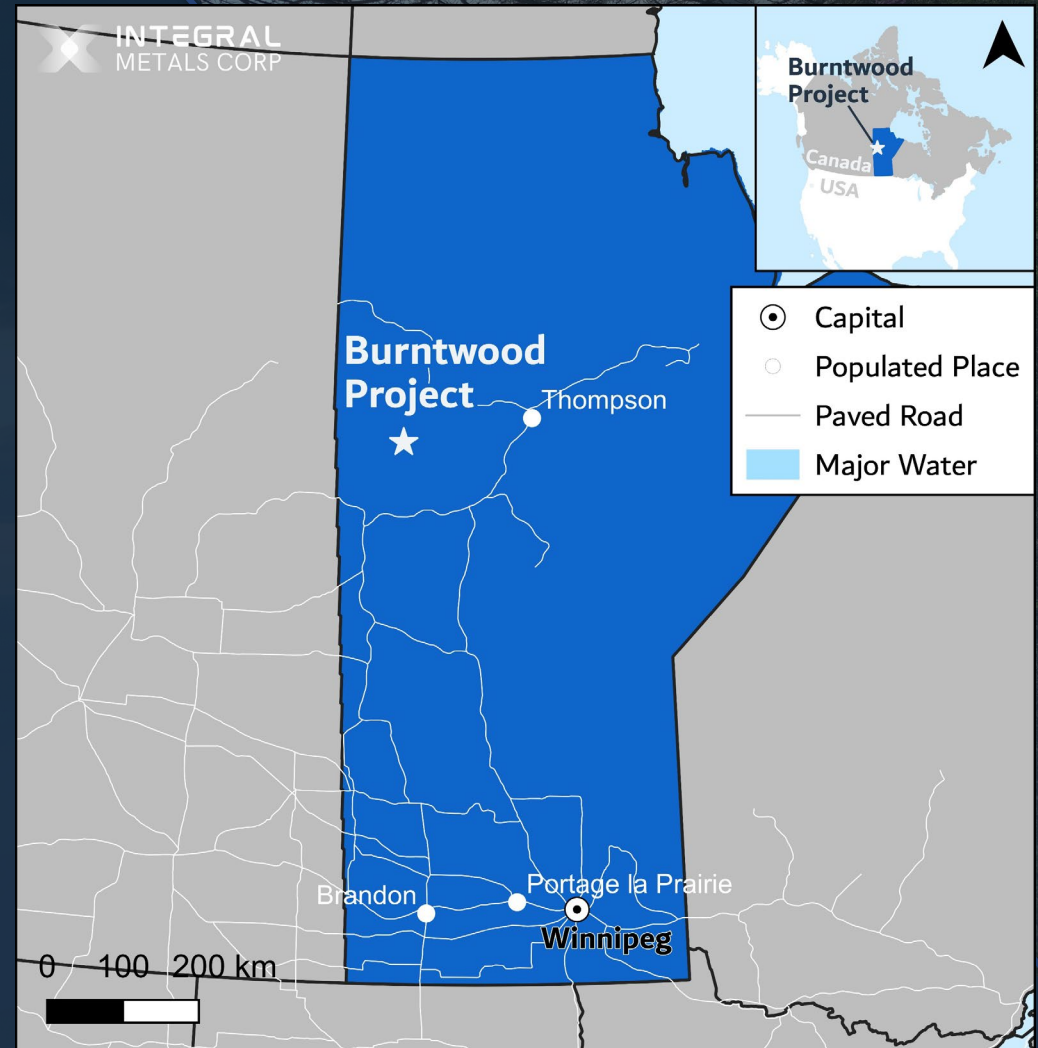 INTEGRAL
METALS CORP
Burntwood
Project
Canada
USA
Capital
Populated Place
Paved Road
Major Water
Burntwood
Project
Thompson
Brandon
Portage la Prairie
Winnipeg
0 100 200 km